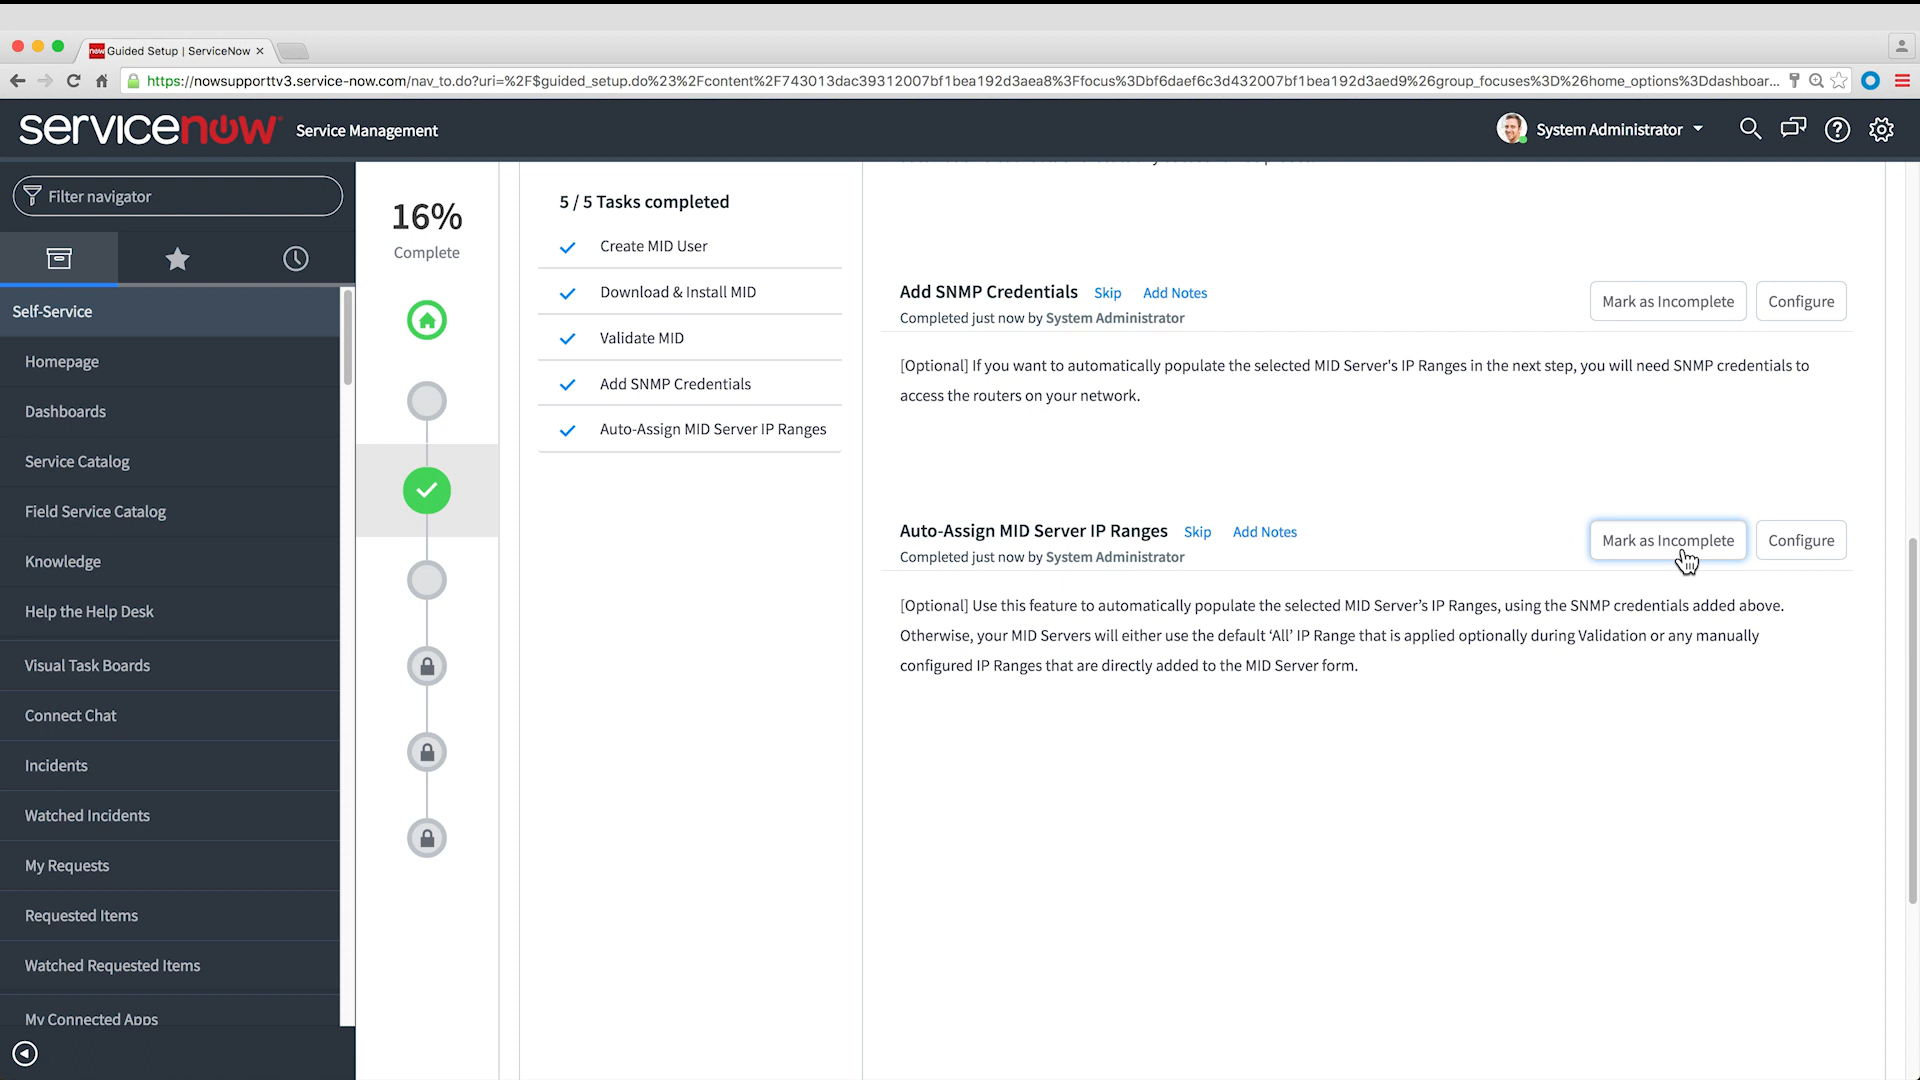 Guided Setup | ServiceNow
https://nowsupporttv3.service-now.com/nav_to.do?uri=%2F$guided_setup.do%23%2Fcontent%2F743013dac39312007bf1bea192d3aea8%3Ffocus%3Dbf6daef6c3d432007bf1bea192d3aed9%26group_focuses%3D%26home_options%3Ddashboar...
servicenow Service Management
System Administrator
Filter navigator
Self-Service
Homepage
Dashboards
Service Catalog
Field Service Catalog
Knowledge
Help the Help Desk
Visual Task Boards
Connect Chat
Incidents
Watched Incidents
My Requests
Requested Items
Watched Requested Items
My Connected Apps
16%
Complete
5 / 5 Tasks completed
Create MID User
Download & Install MID
Validate MID
Add SNMP Credentials
Auto-Assign MID Server IP Ranges
Add SNMP Credentials Skip Add Notes
Completed just now by System Administrator
Mark as Incomplete Configure
[Optional] If you want to automatically populate the selected MID Server's IP Ranges in the next step, you will need SNMP credentials to
access the routers on your network.
Auto-Assign MID Server IP Ranges Skip Add Notes
Completed just now by System Administrator
Mark as Incomplete Configure
[Optional] Use this feature to automatically populate the selected MID Server’s IP Ranges, using the SNMP credentials added above.
Otherwise, your MID Servers will either use the default ‘All’ IP Range that is applied optionally during Validation or any manually
configured IP Ranges that are directly added to the MID Server form.